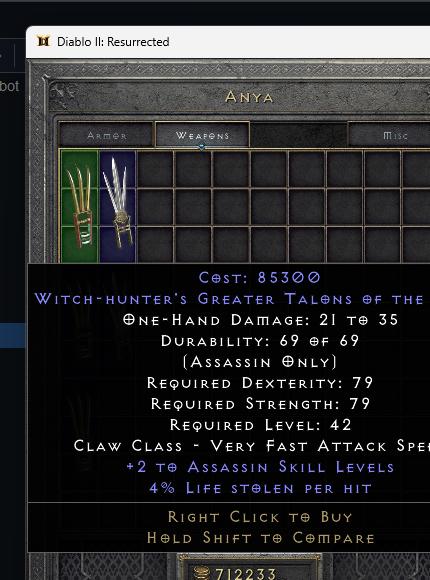 bot
Diablo II: Resurrected
Anya
Armor Weapons Misc
Cost: 85300
Witch-hunter's Greater Talons of the
One-Hand Damage: 21 to 35
Durability: 69 of 69
(Assassin Only)
Required Dexterity: 79
Required Strength: 79
Required Level: 42
Claw Class - Very Fast Attack Spe
+2 to Assassin Skill Levels
4% Life stolen per hit
Right Click to Buy
Hold Shift to Compare
712233